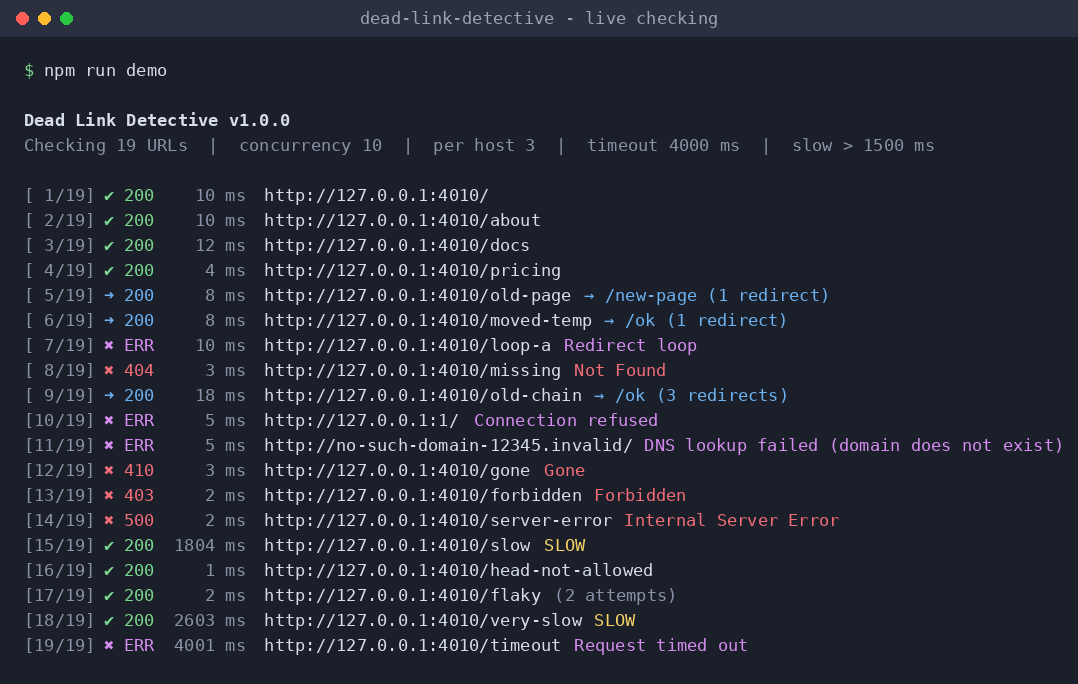 dead-link-detective - live checking
$ npm run demo
Dead Link Detective v1.0.0
Checking 19 URLs | concurrency 10 | per host 3 | timeout 4000 ms | slow > 1500 ms
[ 1/19] ✔ 200 10 ms http://127.0.0.1:4010/
[ 2/19] ✔ 200 10 ms http://127.0.0.1:4010/about
[ 3/19] ✔ 200 12 ms http://127.0.0.1:4010/docs
[ 4/19] ✔ 200 4 ms http://127.0.0.1:4010/pricing
[ 5/19] ➜ 200 8 ms http://127.0.0.1:4010/old-page → /new-page (1 redirect)
[ 6/19] ➜ 200 8 ms http://127.0.0.1:4010/moved-temp → /ok (1 redirect)
[ 7/19] ✖ ERR 10 ms http://127.0.0.1:4010/loop-a Redirect loop
[ 8/19] ✖ 404 3 ms http://127.0.0.1:4010/missing Not Found
[ 9/19] ➜ 200 18 ms http://127.0.0.1:4010/old-chain → /ok (3 redirects)
[10/19] ✖ ERR 5 ms http://127.0.0.1:1/ Connection refused
[11/19] ✖ ERR 5 ms http://no-such-domain-12345.invalid/ DNS lookup failed (domain does not exist)
[12/19] ✖ 410 3 ms http://127.0.0.1:4010/gone Gone
[13/19] ✖ 403 2 ms http://127.0.0.1:4010/forbidden Forbidden
[14/19] ✖ 500 2 ms http://127.0.0.1:4010/server-error Internal Server Error
[15/19] ✔ 200 1804 ms http://127.0.0.1:4010/slow SLOW
[16/19] ✔ 200 1 ms http://127.0.0.1:4010/head-not-allowed
[17/19] ✔ 200 2 ms http://127.0.0.1:4010/flaky (2 attempts)
[18/19] ✔ 200 2603 ms http://127.0.0.1:4010/very-slow SLOW
[19/19] ✖ ERR 4001 ms http://127.0.0.1:4010/timeout Request timed out